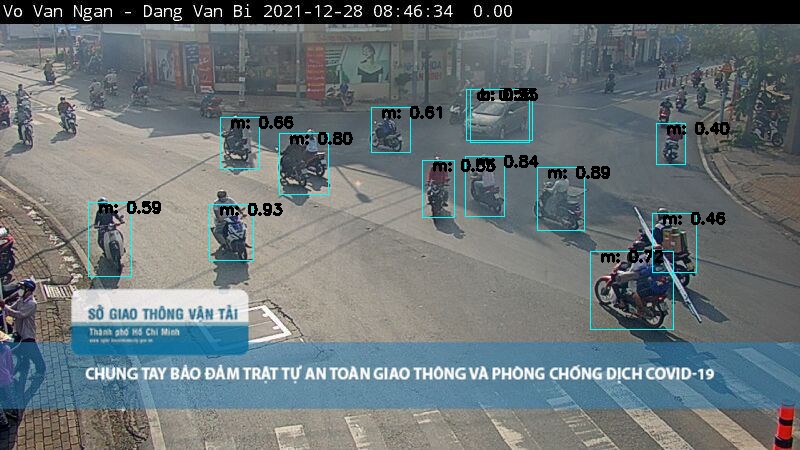 Vo Van Ngan - Dang Van Bi 2021-12-28 08:46:34 0.00
m: 0.61
m: 0.66
m: 0.80
m: 0.40
m: 0.84
m: 0.89
m: 0.59
m: 0.93
m: 0.46
m: 0.72
SỞ GIAO THÔNG VẬN TẢI
Thành phố Hồ Chí Minh
CHUNG TAY BẢO ĐẢM TRẬT TỰ AN TOÀN GIAO THÔNG VÀ PHÒNG CHỐNG DỊCH COVID-19